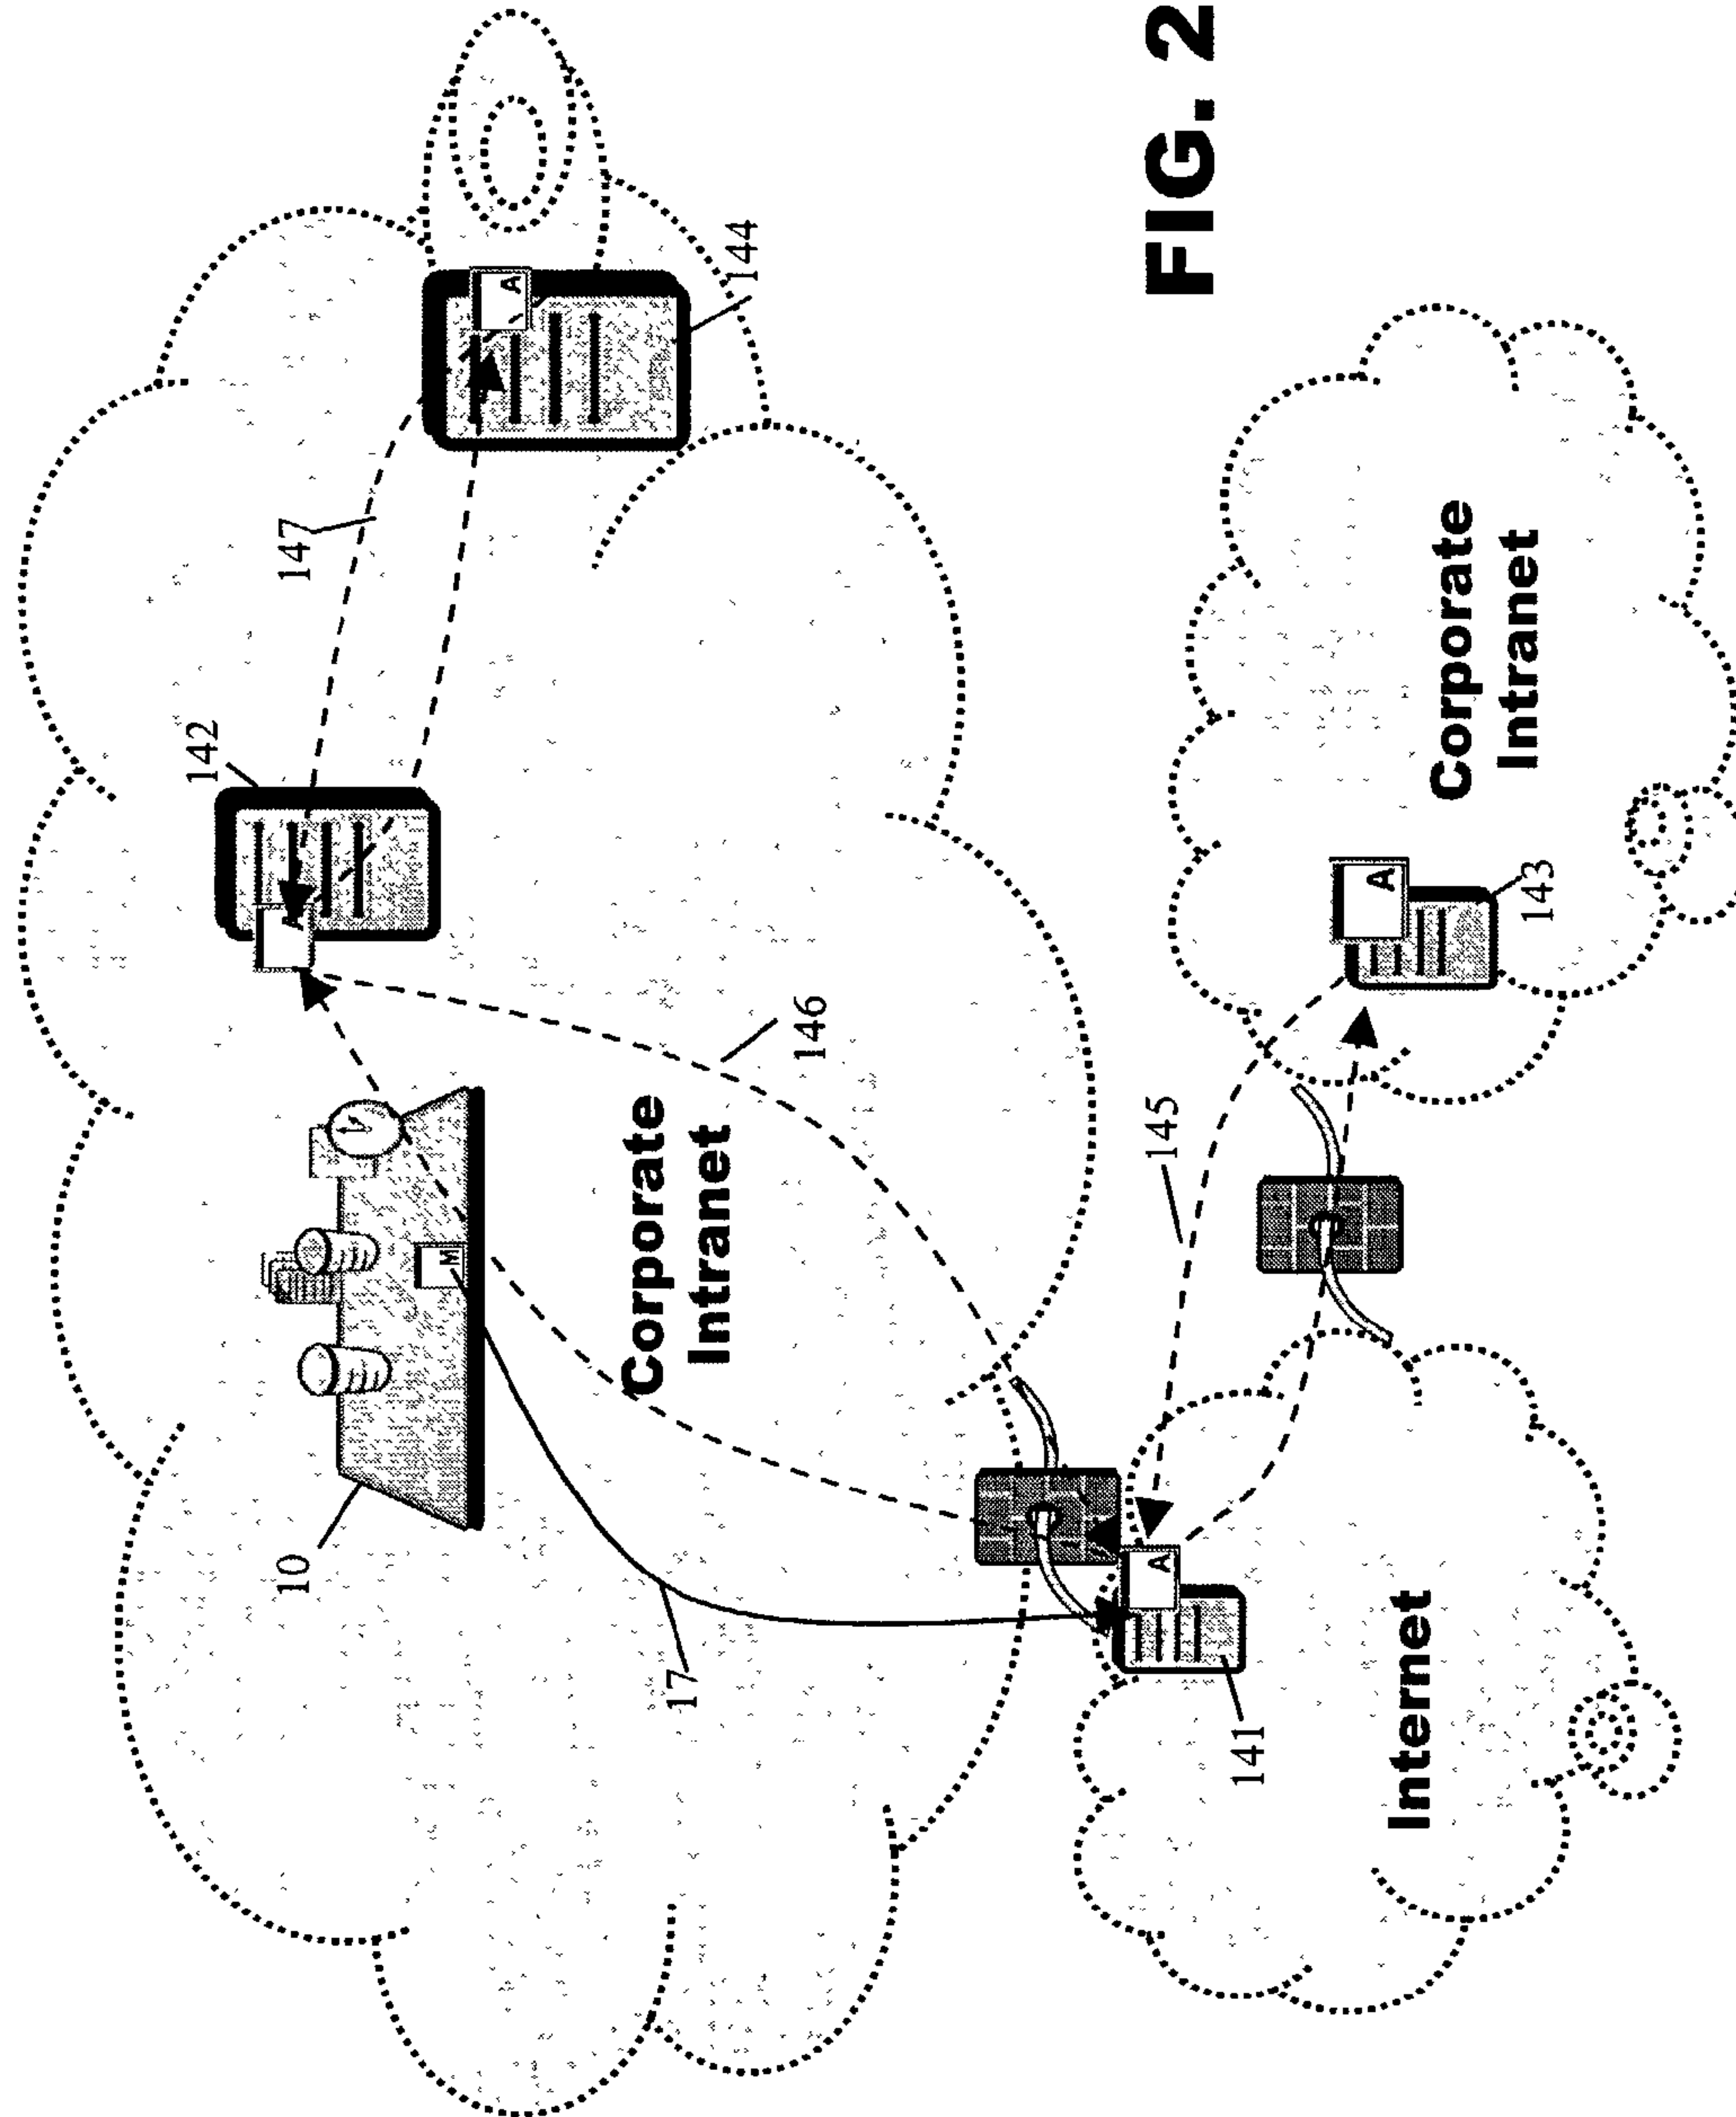 142
10
147
A
M
A
Corporate
Intranet
17
144
146
A
145
FIG. 2
141
A
Internet
Corporate
Intranet
143